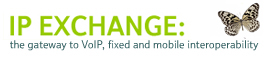 IP EXCHANGE:
the gateway to VoIP, fixed and mobile interoperability